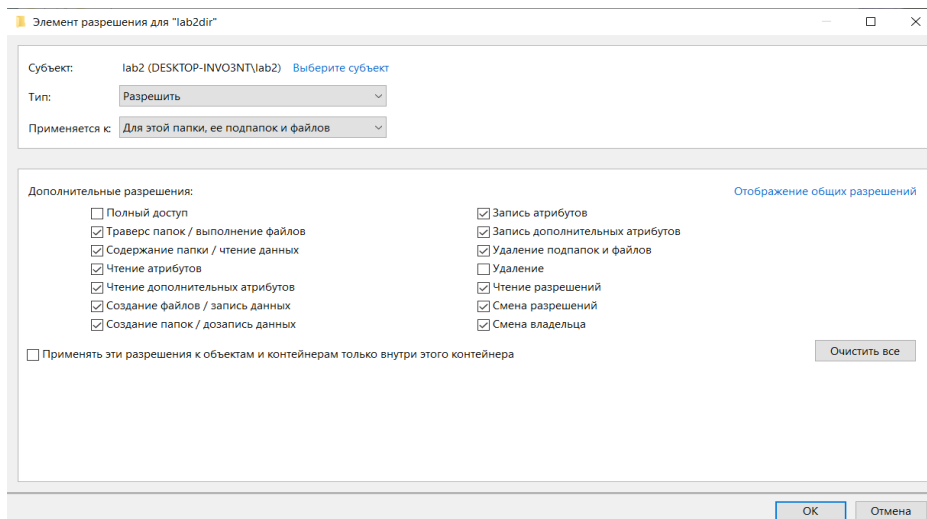 Элемент разрешения для "lab2dir"
Субъект: lab2 (DESKTOP-INVO3NT\lab2) Выберите субъект
Тип: Разрешить
Применяется к: Для этой папки, ее подпапок и файлов
Дополнительные разрешения: Отображение общих разрешений
Полный доступ
Траверс папок / выполнение файлов
Содержание папки / чтение данных
Чтение атрибутов
Чтение дополнительных атрибутов
Создание файлов / запись данных
Создание папок / дозапись данных
Запись атрибутов
Запись дополнительных атрибутов
Удаление подпапок и файлов
Удаление
Чтение разрешений
Смена разрешений
Смена владельца
Применять эти разрешения к объектам и контейнерам только внутри этого контейнера
Очистить все
ОК Отмена